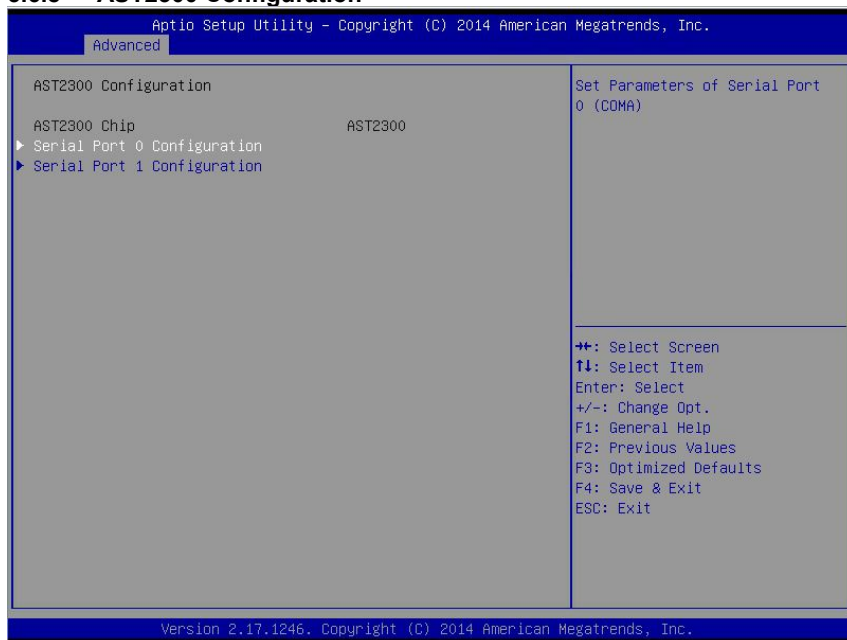 AST2300 Configuration
Aptio Setup Utility – Copyright (C) 2014 American Megatrends, Inc.
Advanced
AST2300 Configuration
AST2300 Chip AST2300
Serial Port 0 Configuration
Serial Port 1 Configuration
Set Parameters of Serial Port
0 (COMA)
→←: Select Screen
↑↓: Select Item
Enter: Select
+/-: Change Opt.
F1: General Help
F2: Previous Values
F3: Optimized Defaults
F4: Save & Exit
ESC: Exit
Version 2.17.1246. Copyright (C) 2014 American Megatrends, Inc.